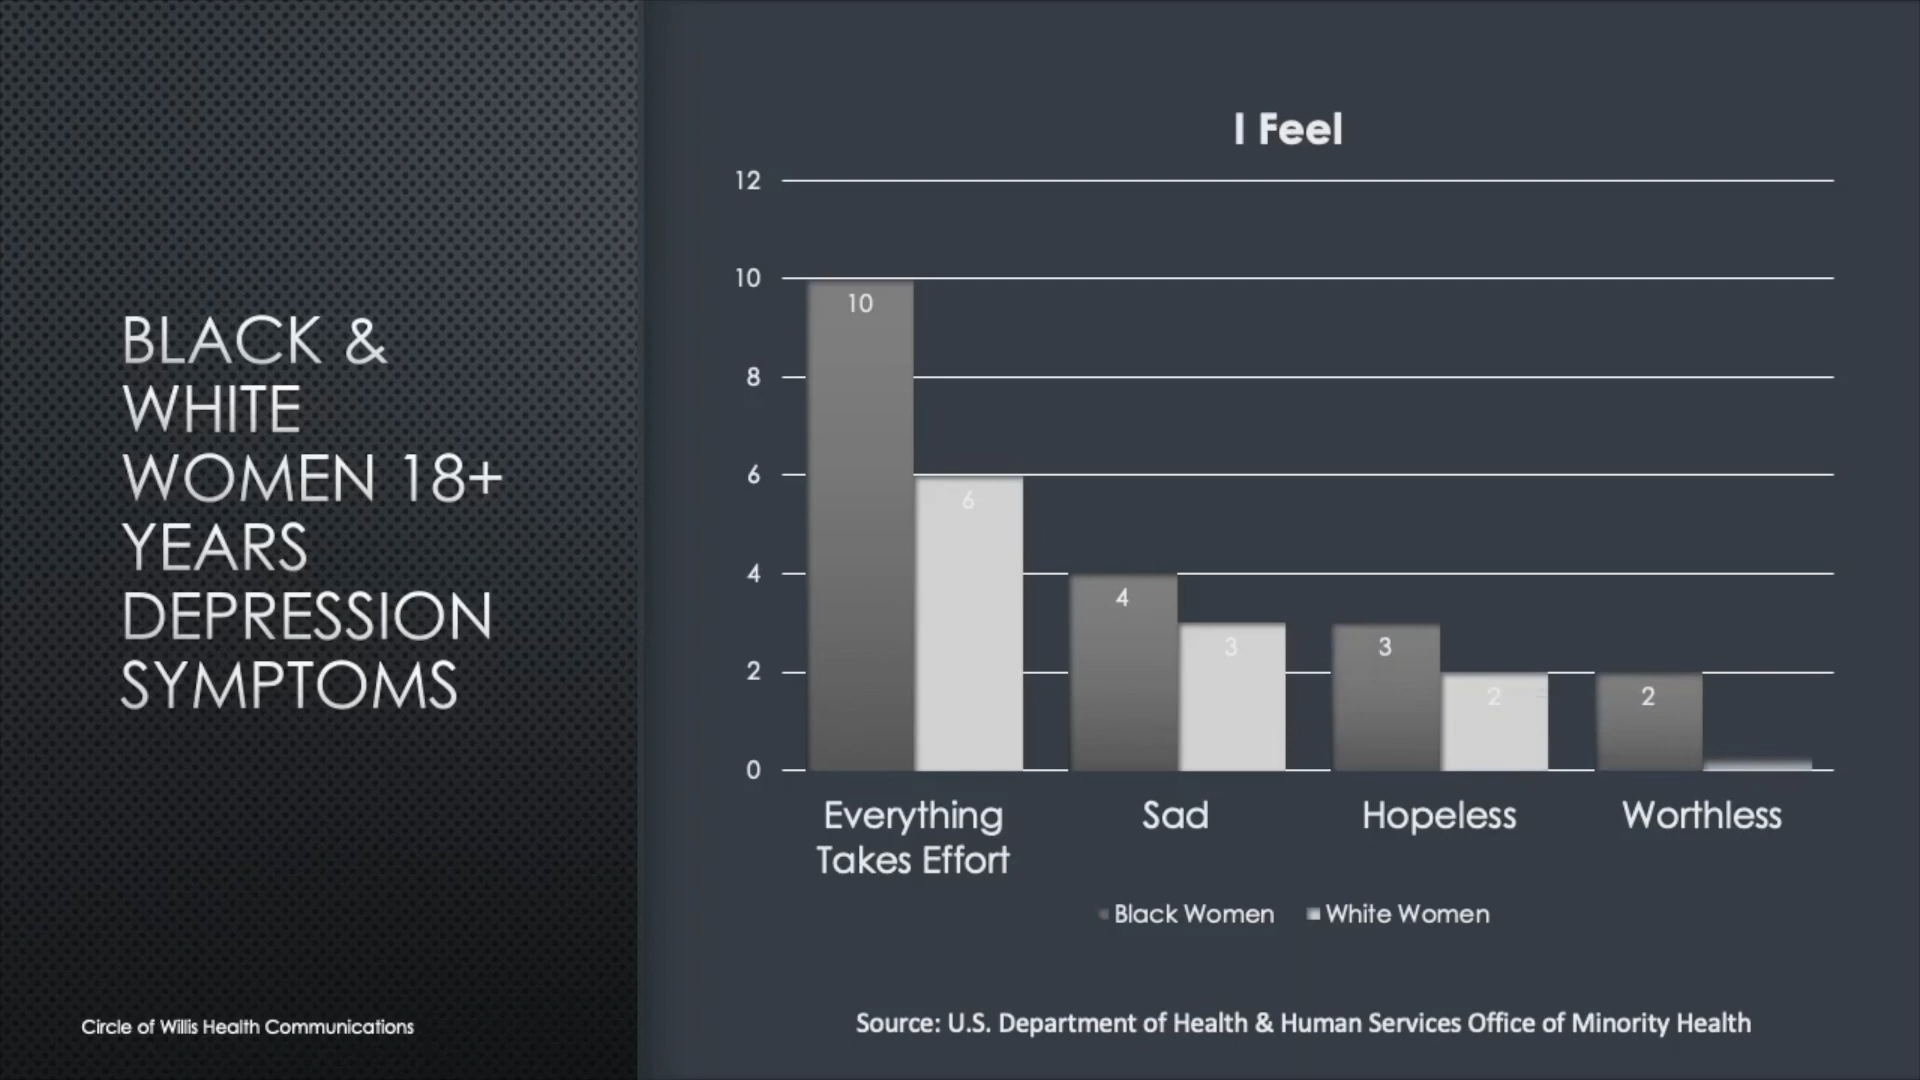 BLACK &
WHITE
WOMEN 18+
YEARS
DEPRESSION
SYMPTOMS
Circle of Willis Health Communications
I Feel
12
10
8
6
4
2
0
10
6
4
3
3
2
2
Everything
Takes Effort
Sad
Hopeless
Worthless
Black Women
White Women
Source: U.S. Department of Health & Human Services Office of Minority Health